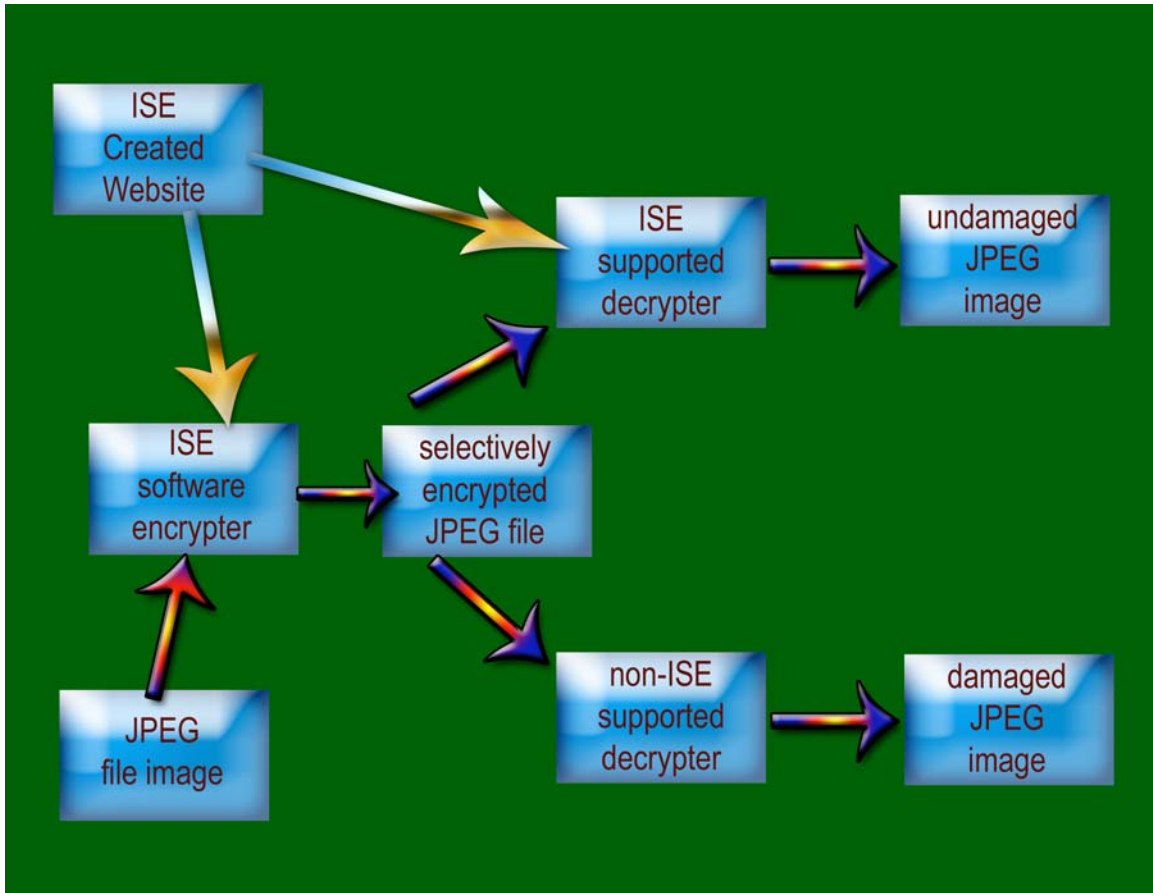 ISE
Created
Website
ISE
supported
decrypter
undamaged
JPEG
image
ISE
software
encrypter
selectively
encrypted
JPEG file
JPEG
file image
non-ISE
supported
decrypter
damaged
JPEG
image